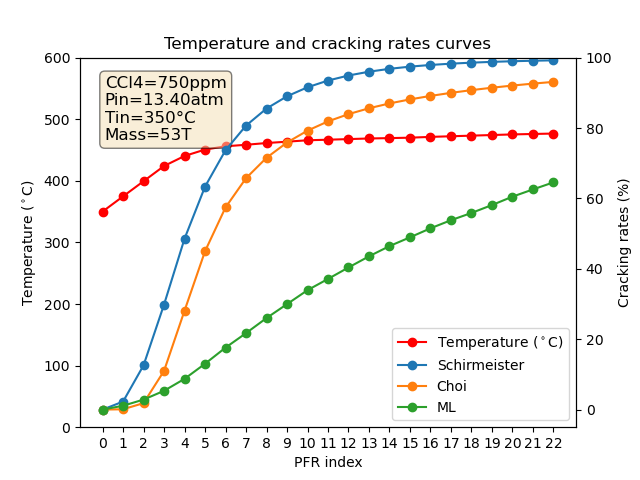 Temperature and cracking rates curves
CCl4=750ppm
Pin=13.40atm
Tin=350°C
Mass=53T
Temperature (°C)
600
500
400
300
200
100
0
100
80
60
40
20
0
Cracking rates (%)
Temperature (°C)
Schirmeister
Choi
ML
0 1 2 3 4 5 6 7 8 9 10 11 12 13 14 15 16 17 18 19 20 21 22
PFR index